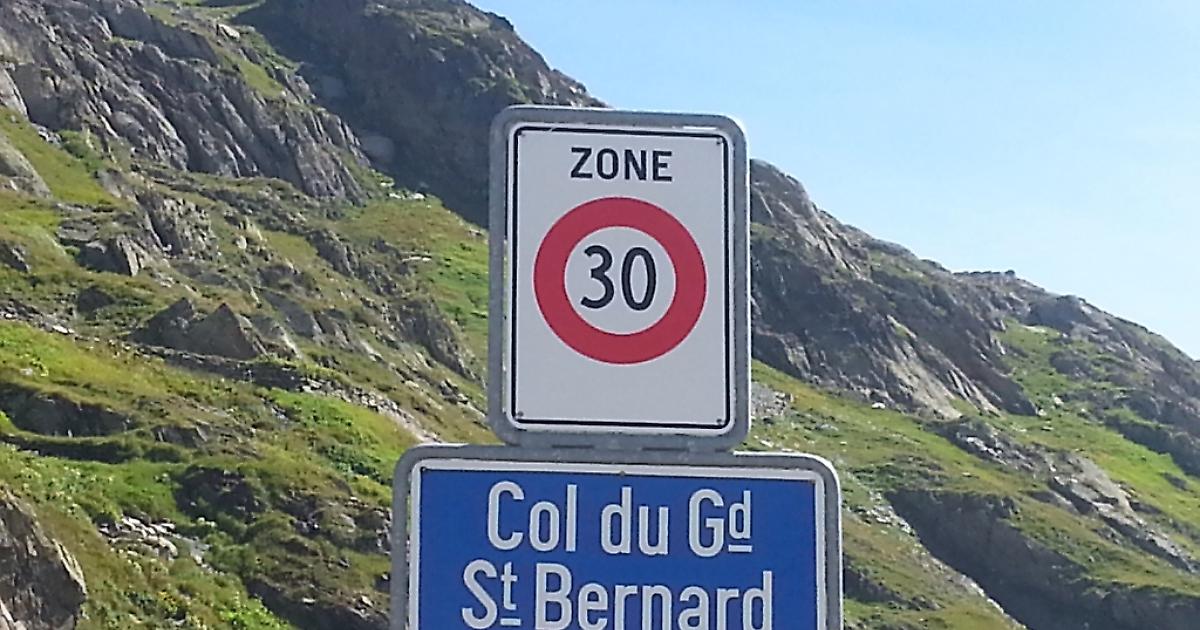 ZONE
30
Col du Gd
St Bernard